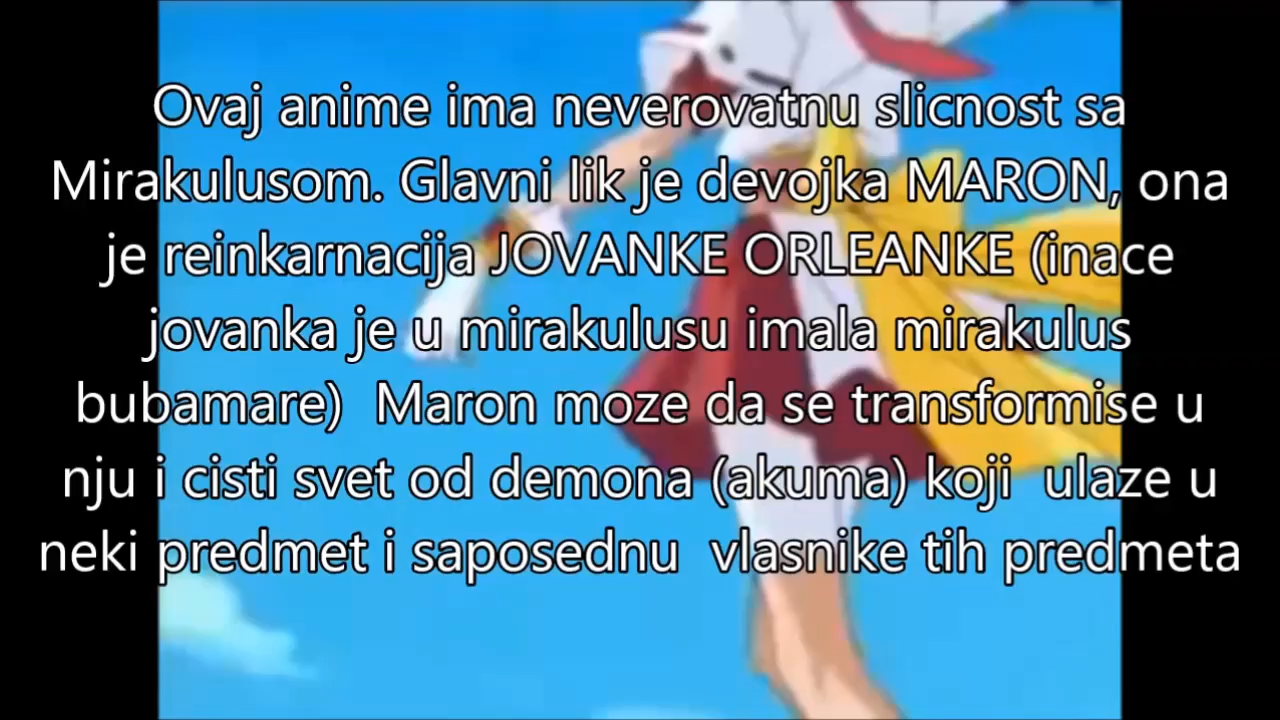 Ovaj anime ima neverovatnu slicnost sa
Mirakulusom. Glavni lik je devojka MARON, ona
je reinkarnacija JOVANKE ORLEANKE (inace
jovanka je u mirakulusu imala mirakulus
bubamare)  Maron moze da se transformise u
nju i cisti svet od demona (akuma) koji  ulaze u
neki predmet i saposednu  vlasnike tih predmeta